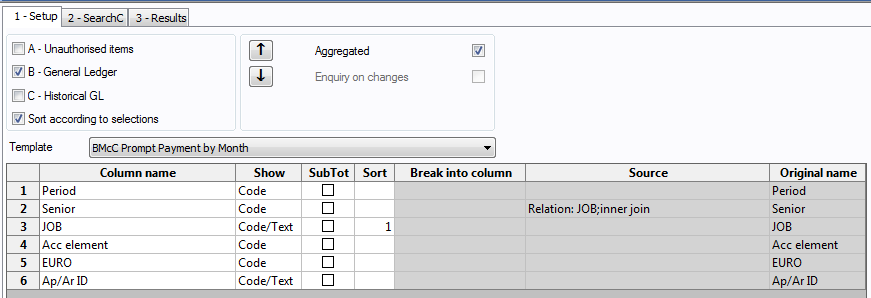 1 - Setup 2 - SearchC 3 - Results
A - Unauthorised items
B - General Ledger
C - Historical GL
Sort according to selections
Aggregated
Enquiry on changes
Template BMcC Prompt Payment by Month
Column name Show SubTot Sort Break into column Source Original name
1 Period Code Period
2 Senior Code Relation: JOB;inner join Senior
3 JOB Code/Text 1 JOB
4 Acc element Code Acc element
5 EURO Code EURO
6 Ap/Ar ID Code/Text Ap/Ar ID